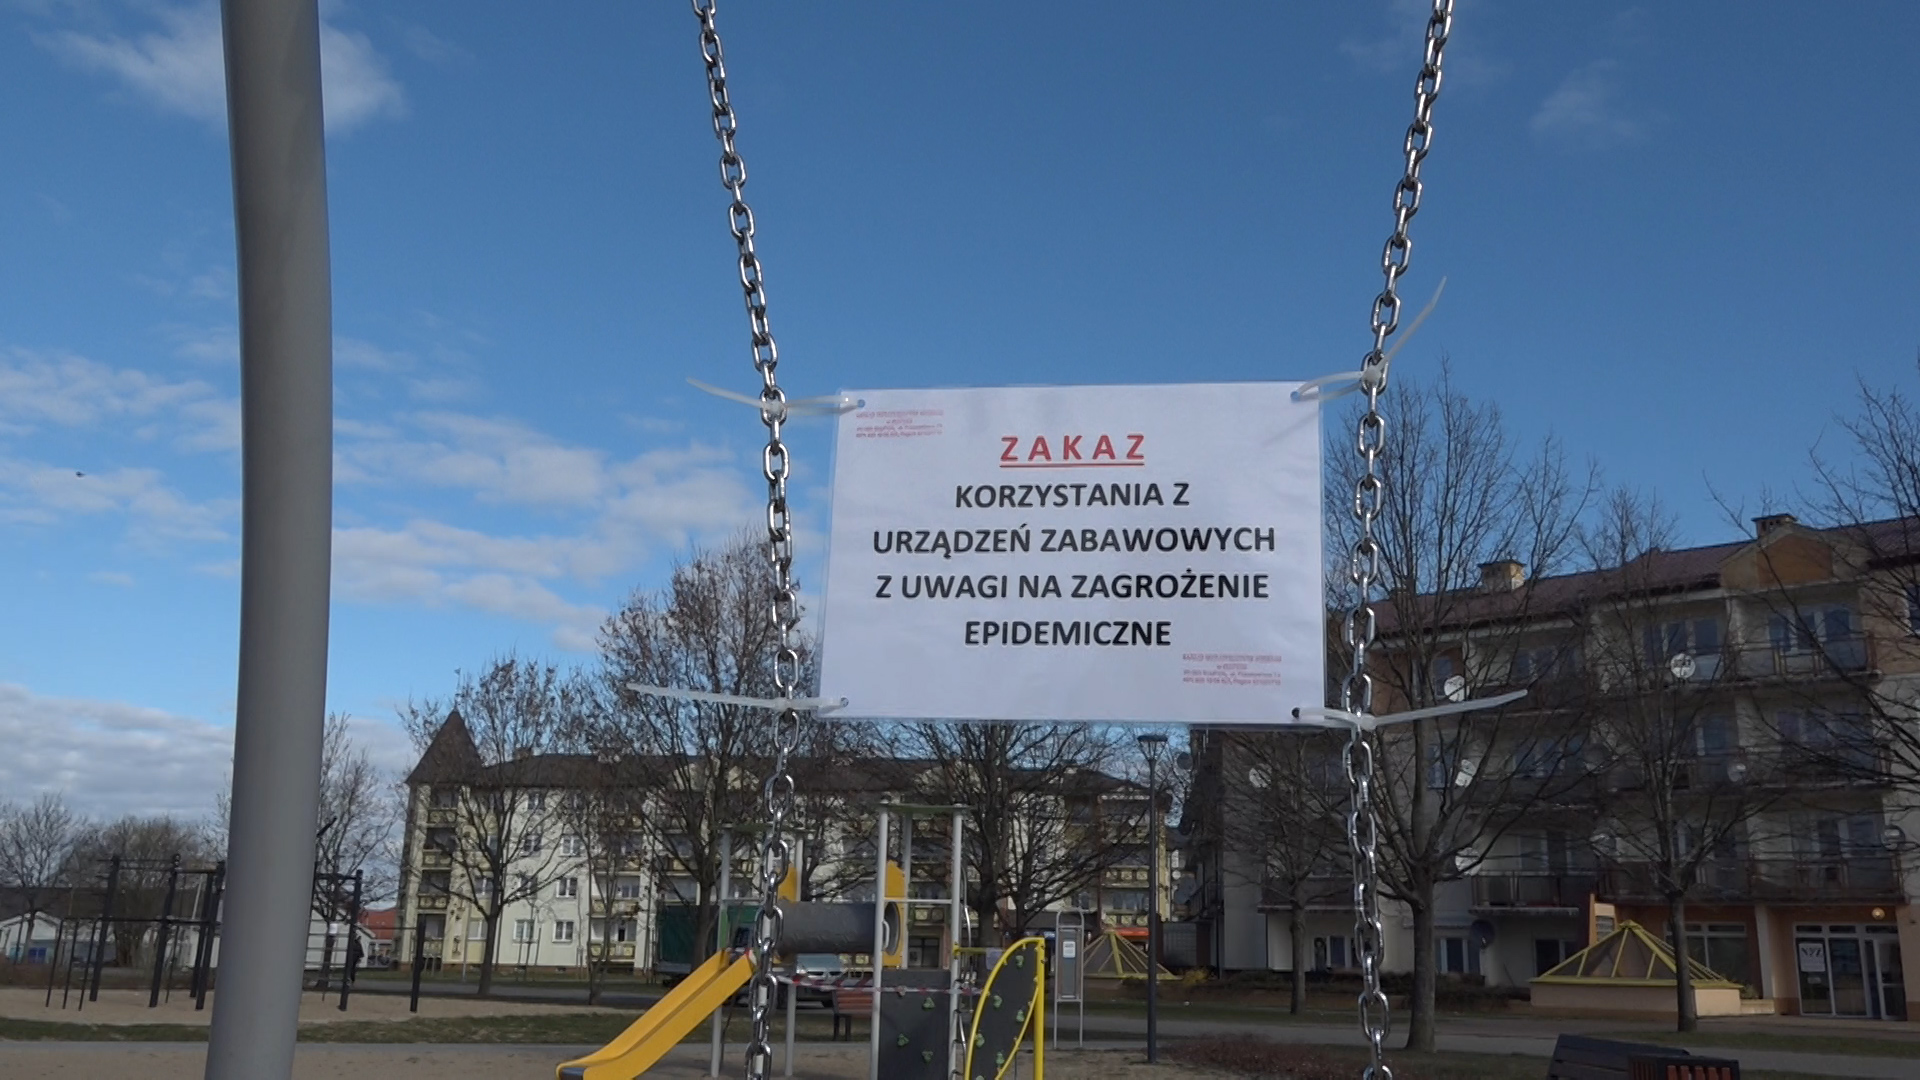 ZAKAZ
KORZYSTANIA Z
URZĄDZEŃ ZABAWOWYCH
Z UWAGI NA ZAGROŻENIE
EPIDEMICZNE